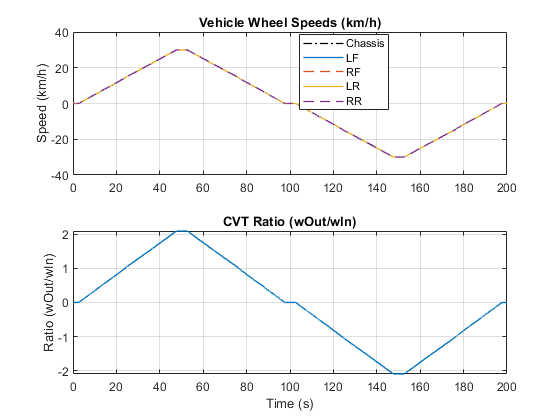 Vehicle Wheel Speeds (km/h)
Speed (km/h)
40
20
0
-20
-40
Chassis
LF
RF
LR
RR
0 20 40 60 80 100 120 140 160 180 200
CVT Ratio (wOut/wIn)
Ratio (wOut/wIn)
2
1
0
-1
-2
0 20 40 60 80 100 120 140 160 180 200
Time (s)